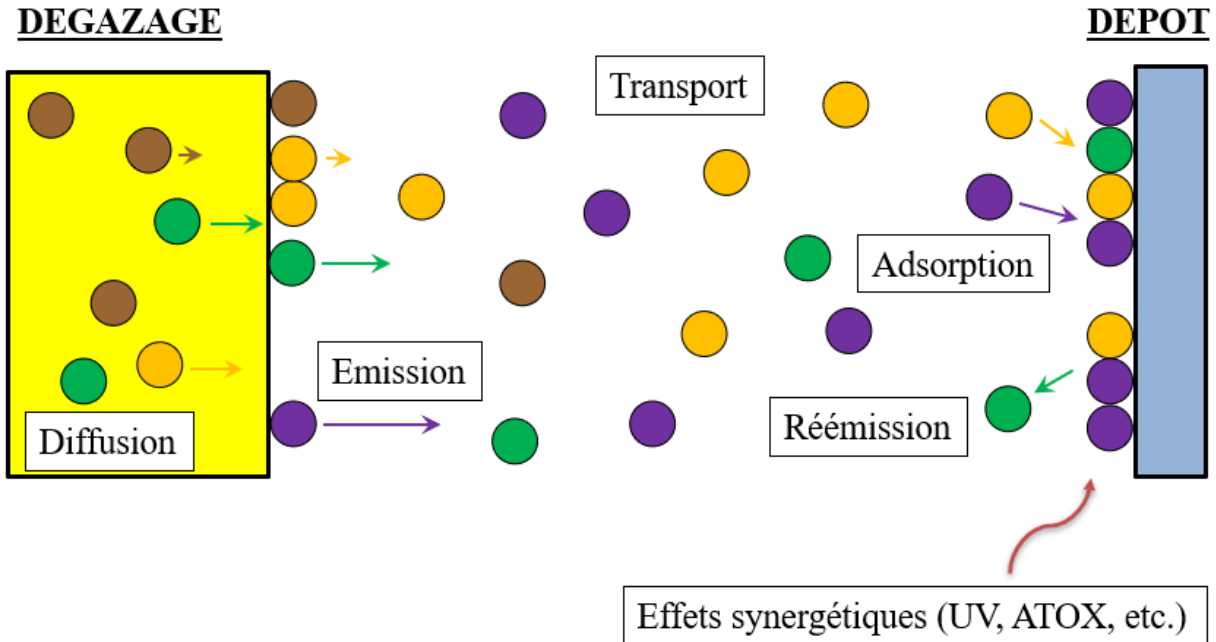 DEGAZAGE
DEPOT
Transport
Adsorption
Emission
Réémission
Diffusion
Effets synergétiques (UV, ATOX, etc.)